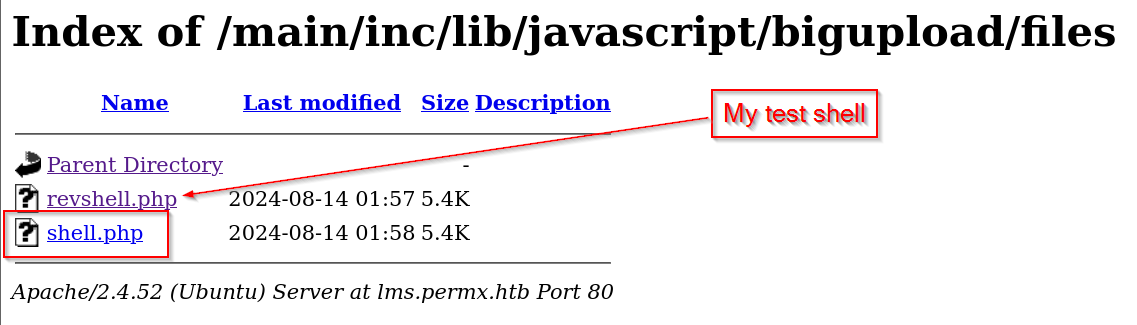 Index of /main/inc/lib/javascript/bigupload/files
Name Last modified Size Description
My test shell
Parent Directory -
revshell.php 2024-08-14 01:57 5.4K
shell.php 2024-08-14 01:58 5.4K
Apache/2.4.52 (Ubuntu) Server at lms.permx.htb Port 80